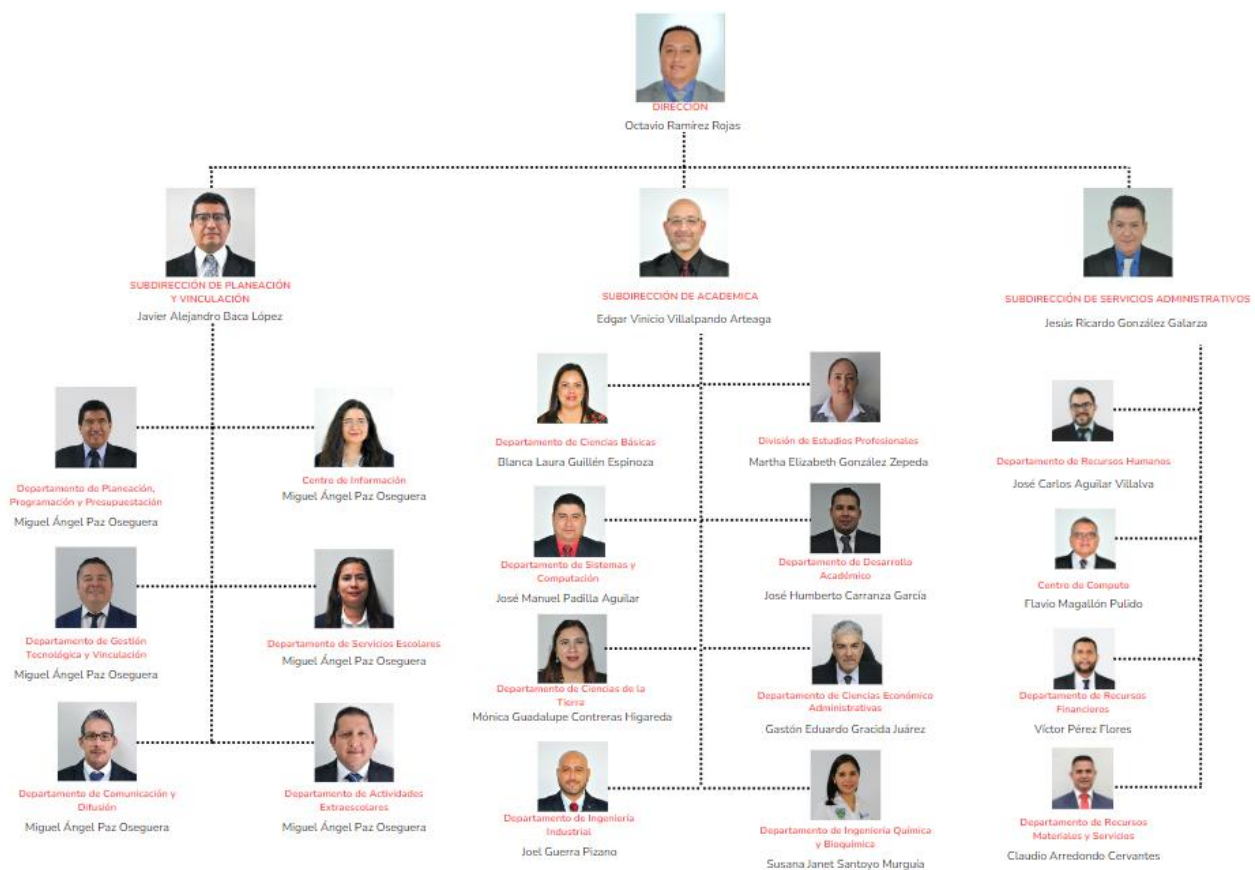 DIRECCIÓN
Octavio Ramírez Rojas
SUBDIRECCIÓN DE PLANEACIÓN
Y VINCULACIÓN
Javier Alejandro Baca López
SUBDIRECCIÓN DE ACADEMICA
Edgar Vinicio Villalpando Arteaga
SUBDIRECCIÓN DE SERVICIOS ADMINISTRATIVOS
Jesús Ricardo González Galarza
Departamento de Planeación,
Programación y Presupuestación
Miguel Ángel Paz Oseguera
Centro de Información
Miguel Ángel Paz Oseguera
Departamento de Gestión
Tecnológica y Vinculación
Miguel Ángel Paz Oseguera
Departamento de Servicios Escolares
Miguel Ángel Paz Oseguera
Departamento de Comunicación y
Difusión
Miguel Ángel Paz Oseguera
Departamento de Actividades
Extraescolares
Miguel Ángel Paz Oseguera
Departamento de Ciencias Básicas
Blanca Laura Guillén Espinoza
División de Estudios Profesionales
Martha Elizabeth González Zepeda
Departamento de Sistemas y
Computación
José Manuel Padilla Aguilar
Departamento de Desarrollo
Académico
José Humberto Carranza García
Departamento de Ciencias de la
Tierra
Mónica Guadalupe Contreras Higareda
Departamento de Ciencias Económico
Administrativas
Gastón Eduardo Gracida Juárez
Departamento de Ingeniería
Industrial
Joel Guerra Pizano
Departamento de Ingeniería Química
y Bioquímica
Susana Janet Santoyo Murguía
Departamento de Recursos Humanos
José Carlos Aguilar Villalva
Centro de Computo
Flavio Magallón Pulido
Departamento de Recursos
Financieros
Víctor Pérez Flores
Departamento de Recursos
Materiales y Servicios
Claudio Arredondo Cervantes